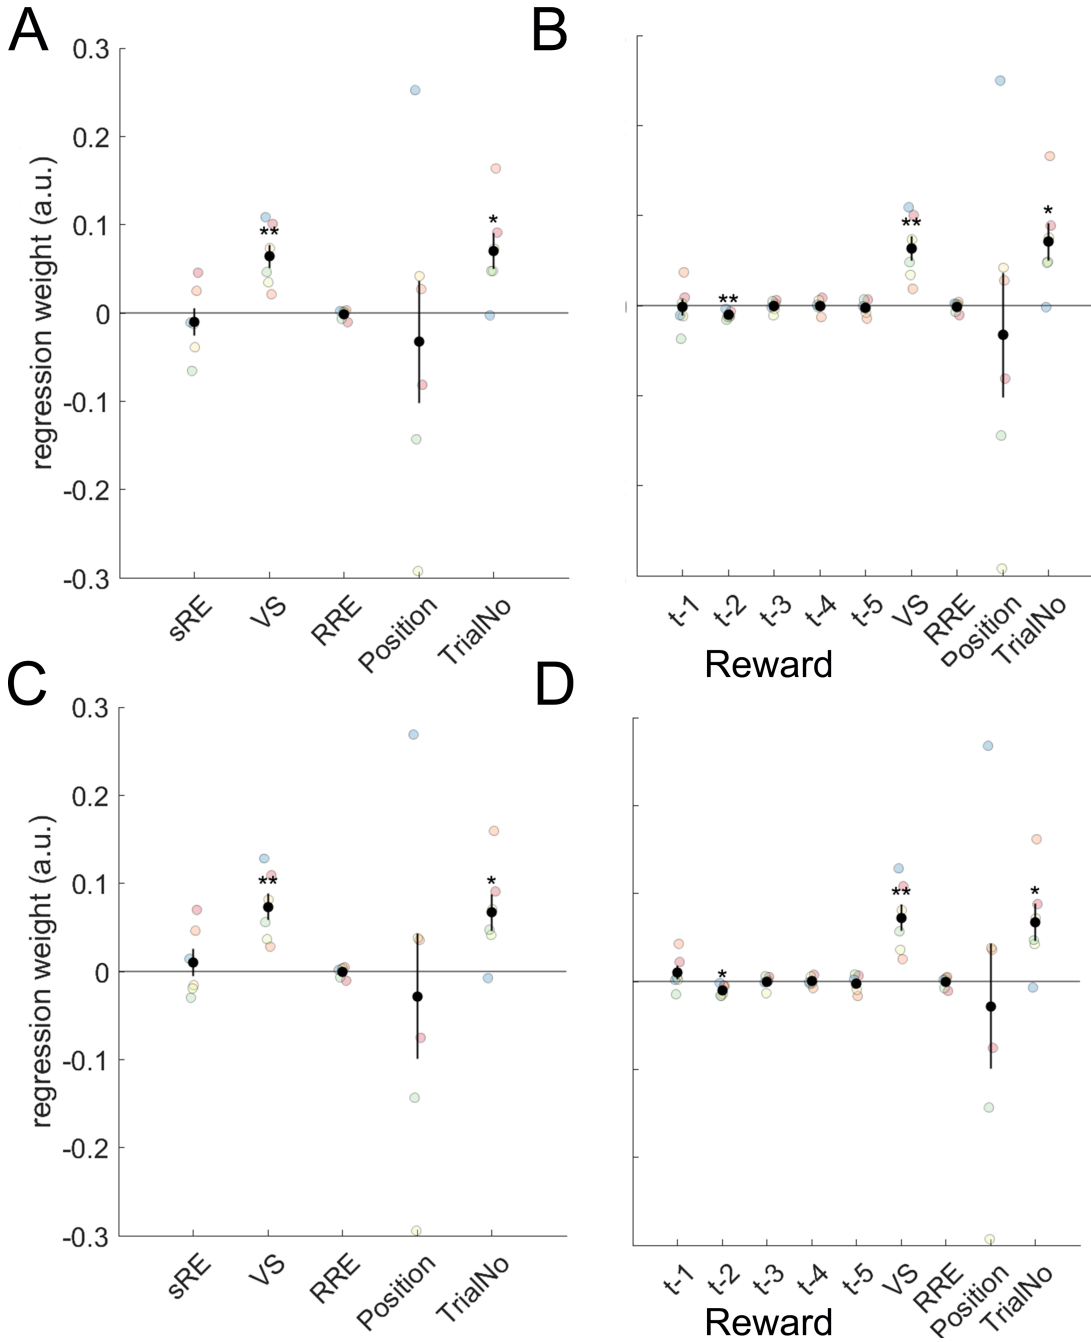 A
B
0.3
0.2
0.1
0
-0.1
-0.2
-0.3
regression weight (a.u.)
**
*
**
**
*
sRE
VS
RRE
Position
TrialNo
t-1
t-2
t-3
t-4
t-5
VS
RRE
Position
TrialNo
Reward
C
D
0.3
0.2
0.1
0
-0.1
-0.2
-0.3
regression weight (a.u.)
**
*
*
**
*
sRE
VS
RRE
Position
TrialNo
t-1
t-2
t-3
t-4
t-5
VS
RRE
Position
TrialNo
Reward